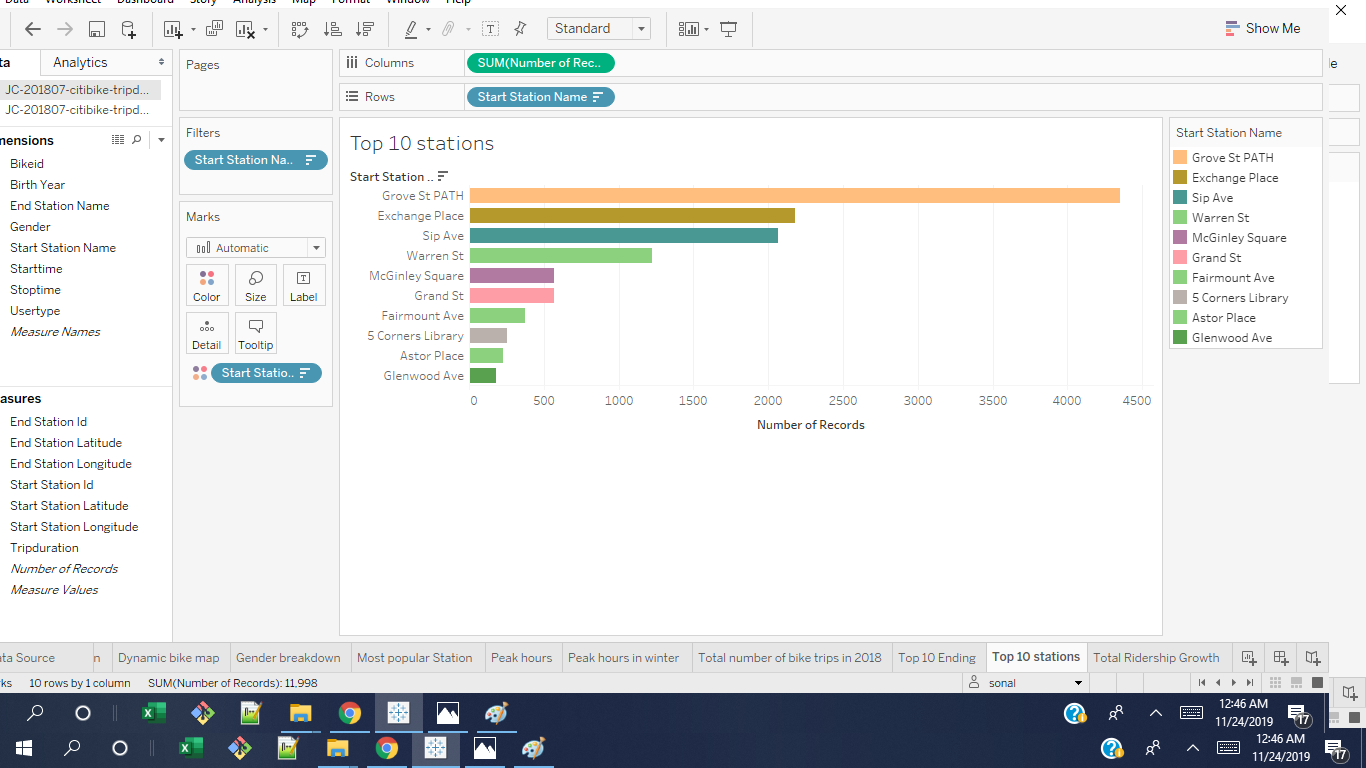 Data Worksheet Dashboard Story Analysis Map Format Window Help
Standard
Show Me
ta
Analytics
JC-201807-citibike-tripd...
JC-201807-citibike-tripd...
mensions
Bikeid
Birth Year
End Station Name
Gender
Start Station Name
Starttime
Stoptime
Usertype
Measure Names
asures
End Station Id
End Station Latitude
End Station Longitude
Start Station Id
Start Station Latitude
Start Station Longitude
Tripduration
Number of Records
Measure Values
Pages
Filters
Start Station Na..
Marks
Automatic
Color
Size
Label
Detail
Tooltip
Start Statio..
Columns
SUM(Number of Rec..
Rows
Start Station Name
Top 10 stations
Start Station ..
Grove St PATH
Exchange Place
Sip Ave
Warren St
McGinley Square
Grand St
Fairmount Ave
5 Corners Library
Astor Place
Glenwood Ave
0 500 1000 1500 2000 2500 3000 3500 4000 4500
Number of Records
Start Station Name
Grove St PATH
Exchange Place
Sip Ave
Warren St
McGinley Square
Grand St
Fairmount Ave
5 Corners Library
Astor Place
Glenwood Ave
le
ata Source
n
Dynamic bike map
Gender breakdown
Most popular Station
Peak hours
Peak hours in winter
Total number of bike trips in 2018
Top 10 Ending
Top 10 stations
Total Ridership Growth
ks
10 rows by 1 column
SUM(Number of Records): 11,998
sonal
12:46 AM
11/24/2019
17
12:46 AM
11/24/2019
17